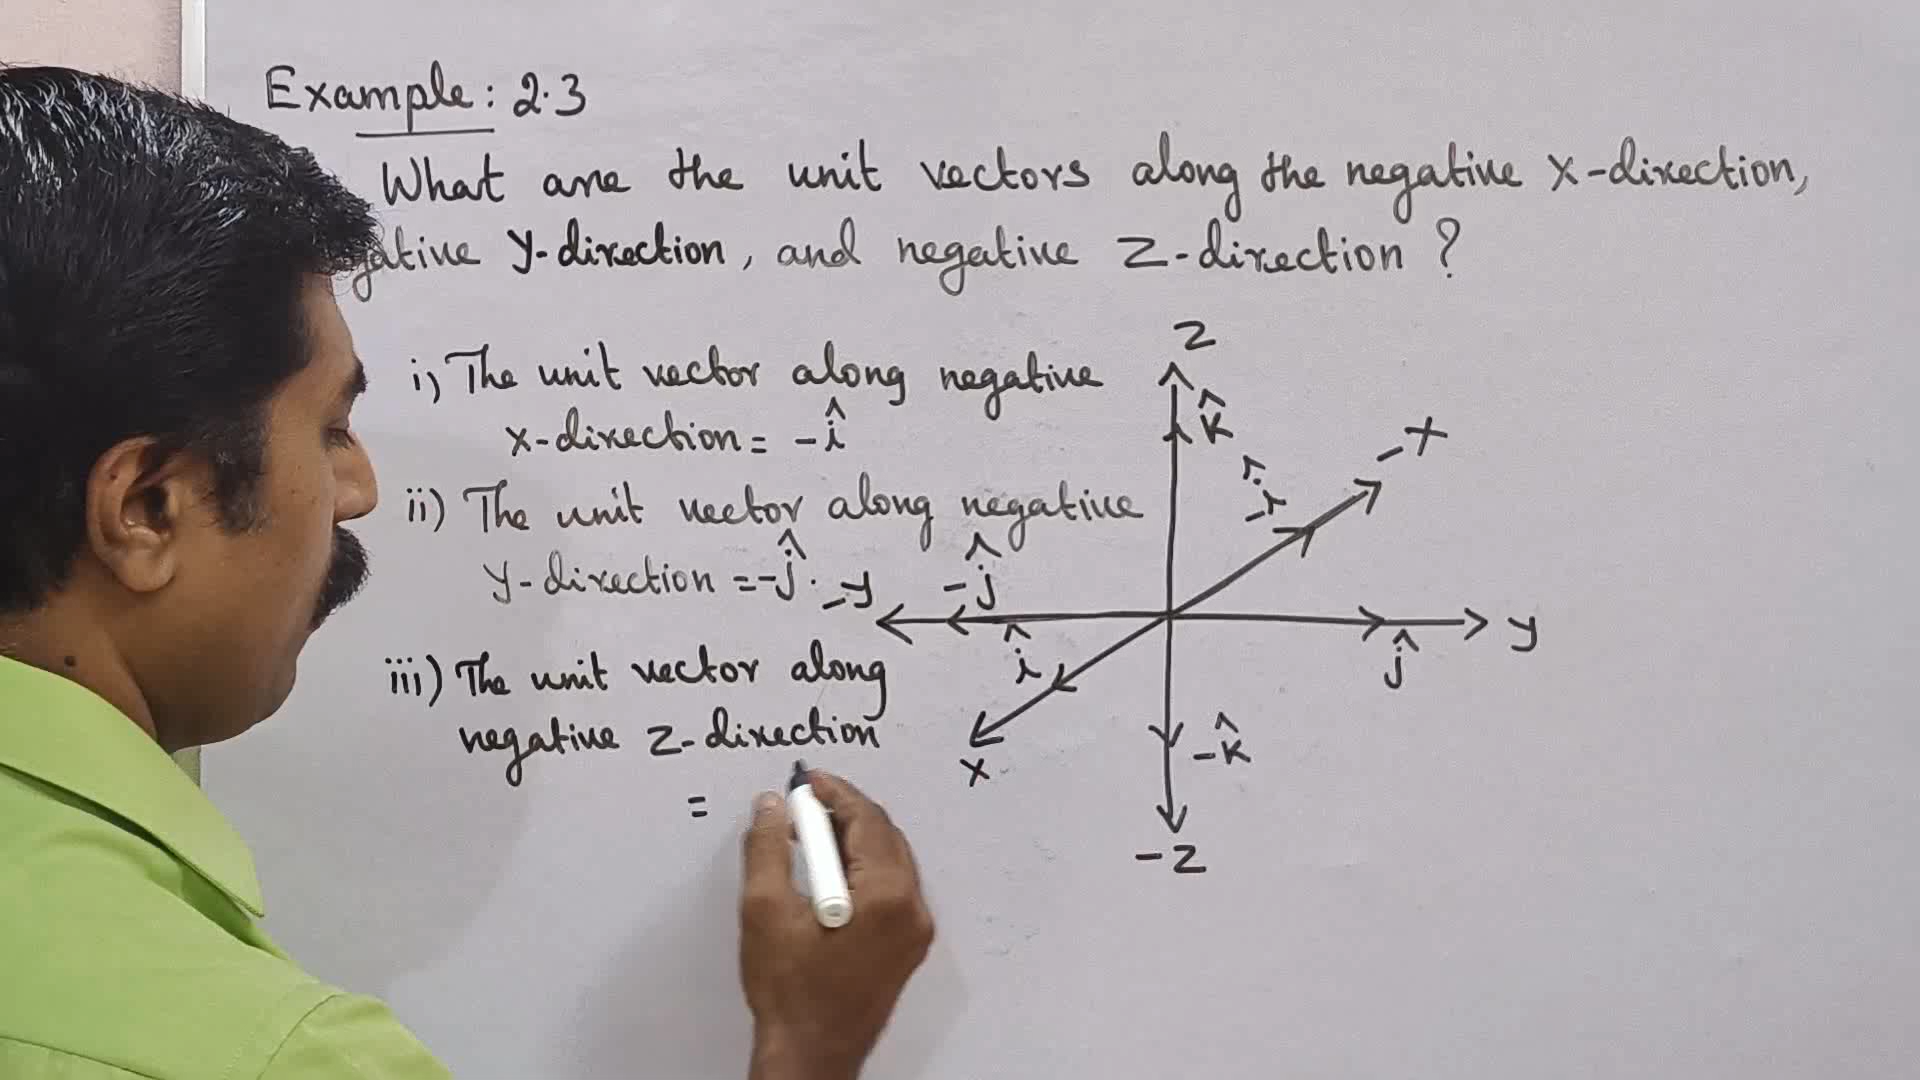 Example: 2.3
What are the unit vectors along the negative x-direction,
gative y-direction, and negative z-direction ?
i) The unit vector along negative
x-direction = -î
ii) The unit vector along negative
y-direction = -ĵ.
iii) The unit vector along
negative z-direction
=
z
k̂
-x
-î
-y
-ĵ
y
ĵ
î
x
-k̂
-z